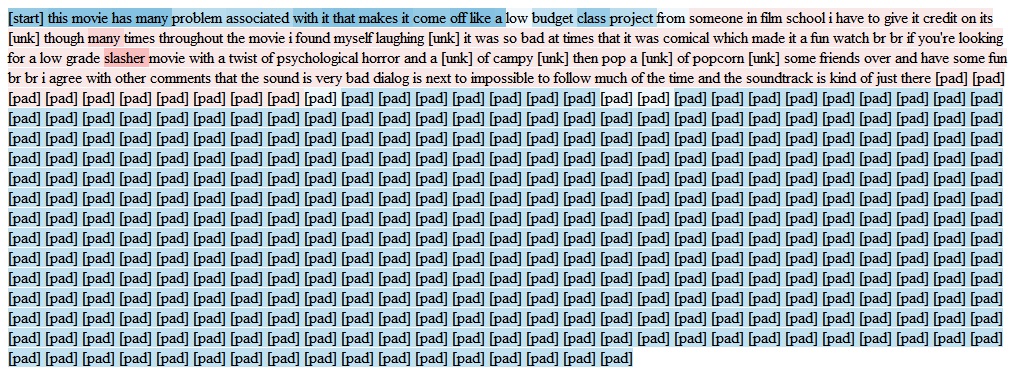 [start] this movie has many problem associated with it that makes it come off like a low budget class project from someone in film school i have to give it credit on its
[unk] though many times throughout the movie i found myself laughing [unk] it was so bad at times that it was comical which made it a fun watch br br if you're looking
for a low grade slasher movie with a twist of psychological horror and a [unk] of campy [unk] then pop a [unk] of popcorn [unk] some friends over and have some fun
br br i agree with other comments that the sound is very bad dialog is next to impossible to follow much of the time and the soundtrack is kind of just there [pad] [pad]
[pad] [pad] [pad] [pad] [pad] [pad] [pad] [pad] [pad] [pad] [pad] [pad] [pad] [pad] [pad] [pad] [pad] [pad] [pad] [pad] [pad] [pad] [pad] [pad] [pad] [pad] [pad]
[pad] [pad] [pad] [pad] [pad] [pad] [pad] [pad] [pad] [pad] [pad] [pad] [pad] [pad] [pad] [pad] [pad] [pad] [pad] [pad] [pad] [pad] [pad] [pad] [pad] [pad] [pad]
[pad] [pad] [pad] [pad] [pad] [pad] [pad] [pad] [pad] [pad] [pad] [pad] [pad] [pad] [pad] [pad] [pad] [pad] [pad] [pad] [pad] [pad] [pad] [pad] [pad] [pad] [pad]
[pad] [pad] [pad] [pad] [pad] [pad] [pad] [pad] [pad] [pad] [pad] [pad] [pad] [pad] [pad] [pad] [pad] [pad] [pad] [pad] [pad] [pad] [pad] [pad] [pad] [pad] [pad]
[pad] [pad] [pad] [pad] [pad] [pad] [pad] [pad] [pad] [pad] [pad] [pad] [pad] [pad] [pad] [pad] [pad] [pad] [pad] [pad] [pad] [pad] [pad] [pad] [pad] [pad] [pad]
[pad] [pad] [pad] [pad] [pad] [pad] [pad] [pad] [pad] [pad] [pad] [pad] [pad] [pad] [pad] [pad] [pad] [pad] [pad] [pad] [pad] [pad] [pad] [pad] [pad] [pad] [pad]
[pad] [pad] [pad] [pad] [pad] [pad] [pad] [pad] [pad] [pad] [pad] [pad] [pad] [pad] [pad] [pad] [pad] [pad] [pad] [pad] [pad] [pad] [pad] [pad] [pad] [pad] [pad]
[pad] [pad] [pad] [pad] [pad] [pad] [pad] [pad] [pad] [pad] [pad] [pad] [pad] [pad] [pad] [pad] [pad] [pad] [pad] [pad] [pad] [pad] [pad] [pad] [pad] [pad] [pad]
[pad] [pad] [pad] [pad] [pad] [pad] [pad] [pad] [pad] [pad] [pad] [pad] [pad] [pad] [pad] [pad] [pad] [pad] [pad] [pad] [pad] [pad] [pad] [pad] [pad] [pad] [pad]
[pad] [pad] [pad] [pad] [pad] [pad] [pad] [pad] [pad] [pad] [pad] [pad] [pad] [pad] [pad] [pad] [pad] [pad] [pad] [pad] [pad] [pad] [pad] [pad] [pad] [pad] [pad]
[pad] [pad] [pad] [pad] [pad] [pad] [pad] [pad] [pad] [pad] [pad] [pad] [pad] [pad] [pad] [pad] [pad] [pad] [pad] [pad] [pad] [pad] [pad] [pad] [pad] [pad] [pad]
[pad] [pad] [pad] [pad] [pad] [pad] [pad] [pad] [pad] [pad] [pad] [pad] [pad] [pad] [pad] [pad] [pad] [pad] [pad] [pad] [pad] [pad] [pad] [pad] [pad] [pad] [pad]
[pad] [pad] [pad] [pad] [pad] [pad] [pad] [pad] [pad] [pad] [pad] [pad] [pad] [pad] [pad] [pad] [pad] [pad] [pad] [pad] [pad] [pad] [pad] [pad] [pad] [pad] [pad]
[pad] [pad] [pad] [pad] [pad] [pad] [pad] [pad] [pad] [pad] [pad] [pad] [pad] [pad] [pad] [pad] [pad]